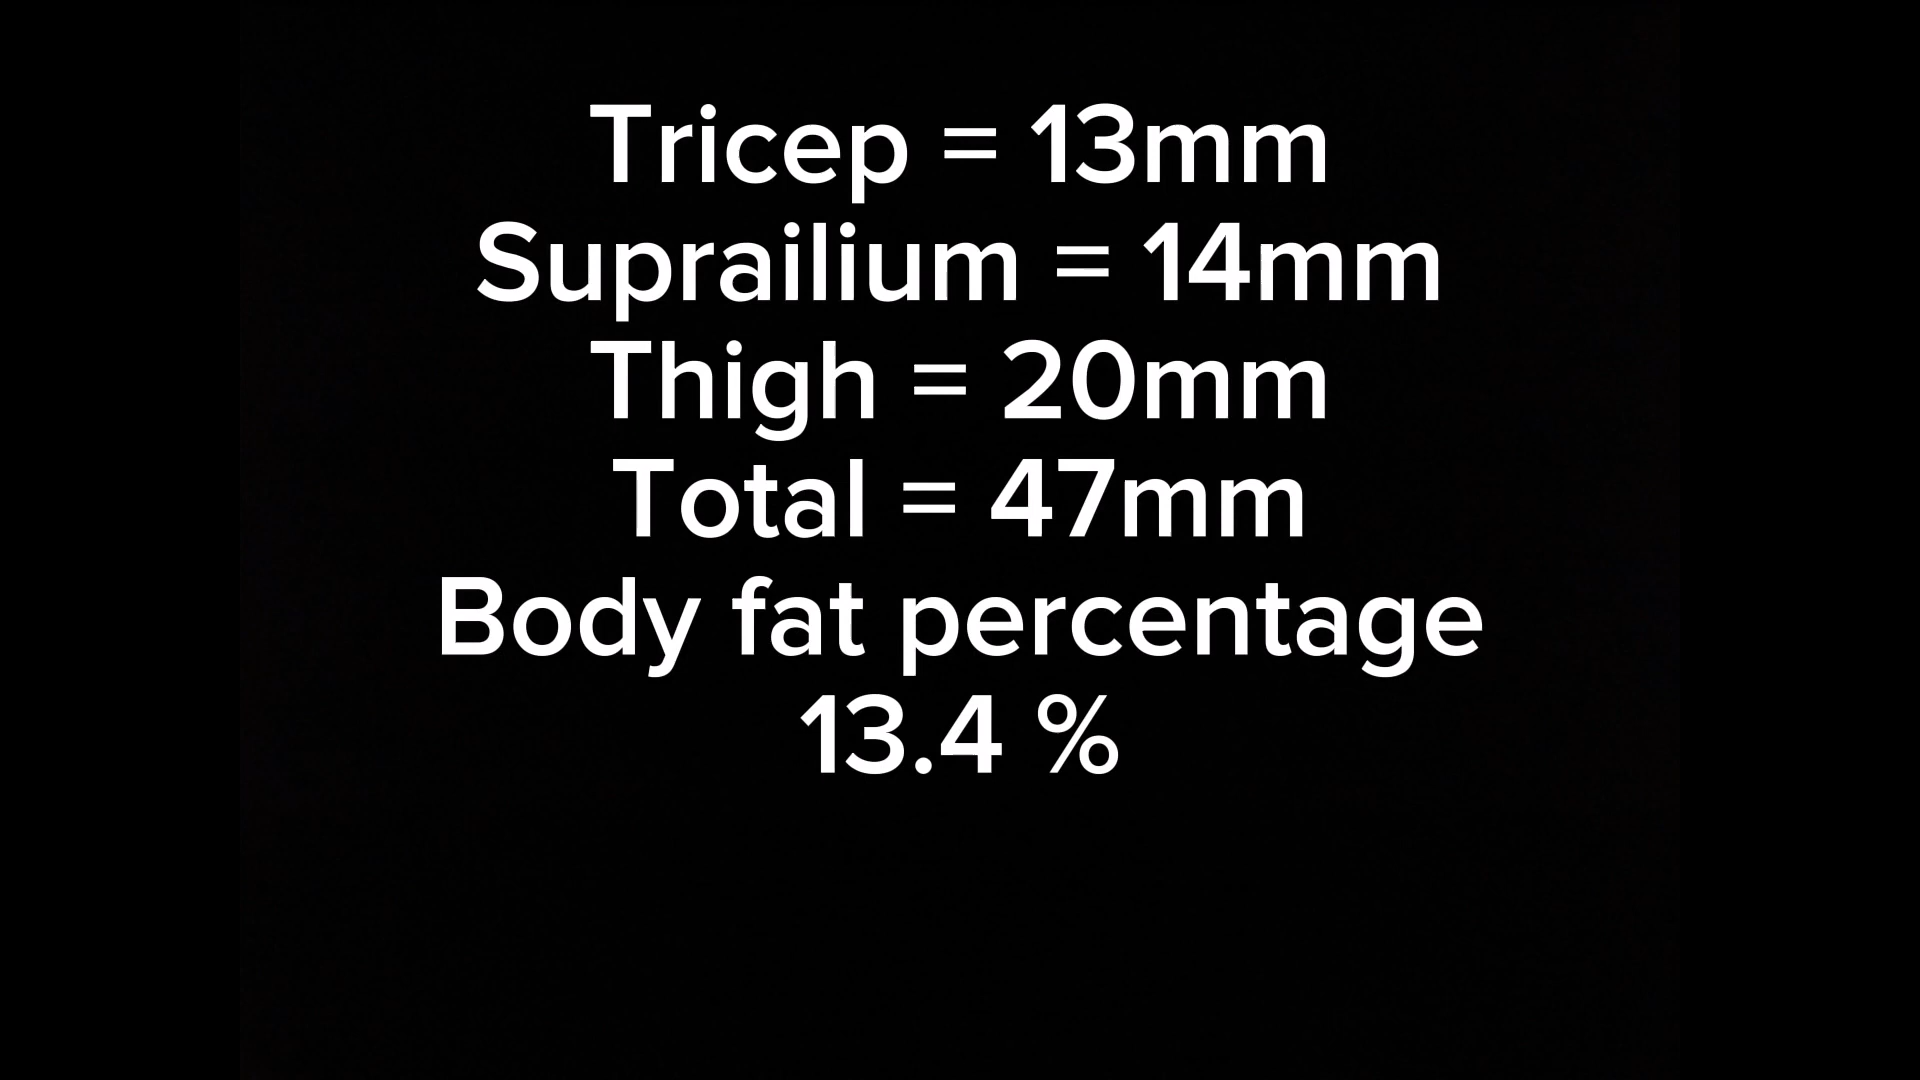 Tricep = 13mm
Suprailium = 14mm
Thigh = 20mm
Total = 47mm
Body fat percentage
13.4 %